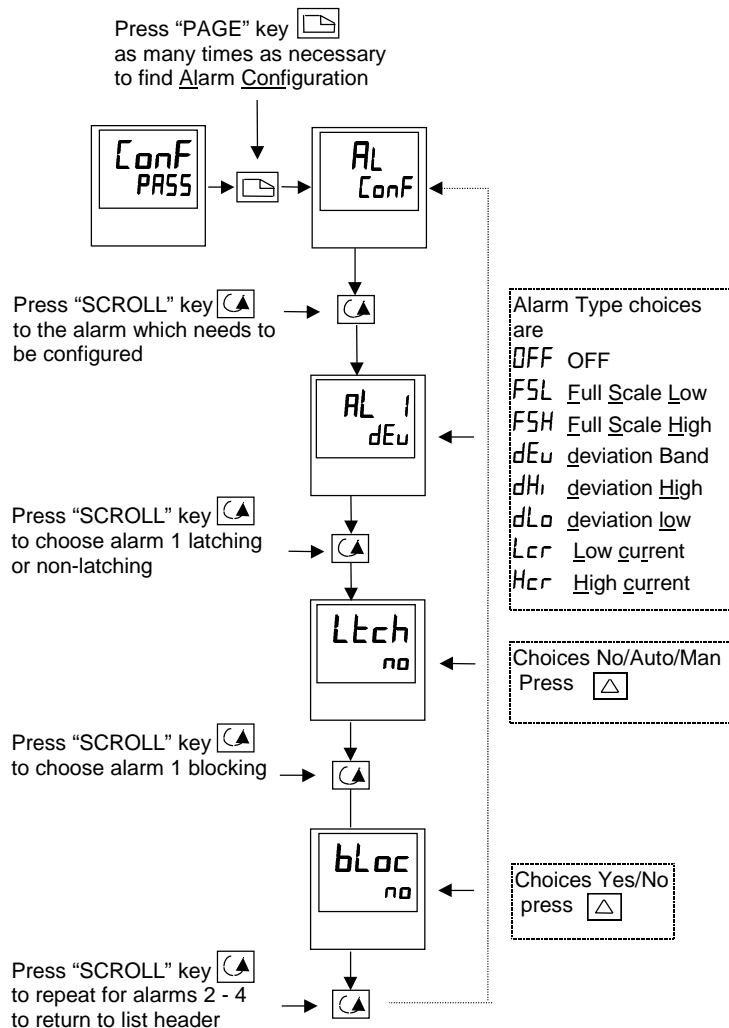 Press “PAGE” key
as many times as necessary
to find Alarm Configuration
ConF
PASS
AL
ConF
Press “SCROLL” key
to the alarm which needs to
be configured
AL 1
dEv
Alarm Type choices
are
OFF OFF
FSL Full Scale Low
FSH Full Scale High
dEv deviation Band
dHi deviation High
dLo deviation low
Lcr Low current
Hcr High current
Press “SCROLL” key
to choose alarm 1 latching
or non-latching
Ltch
no
Choices No/Auto/Man
Press
Press “SCROLL” key
to choose alarm 1 blocking
bLoc
no
Choices Yes/No
press
Press “SCROLL” key
to repeat for alarms 2 - 4
to return to list header